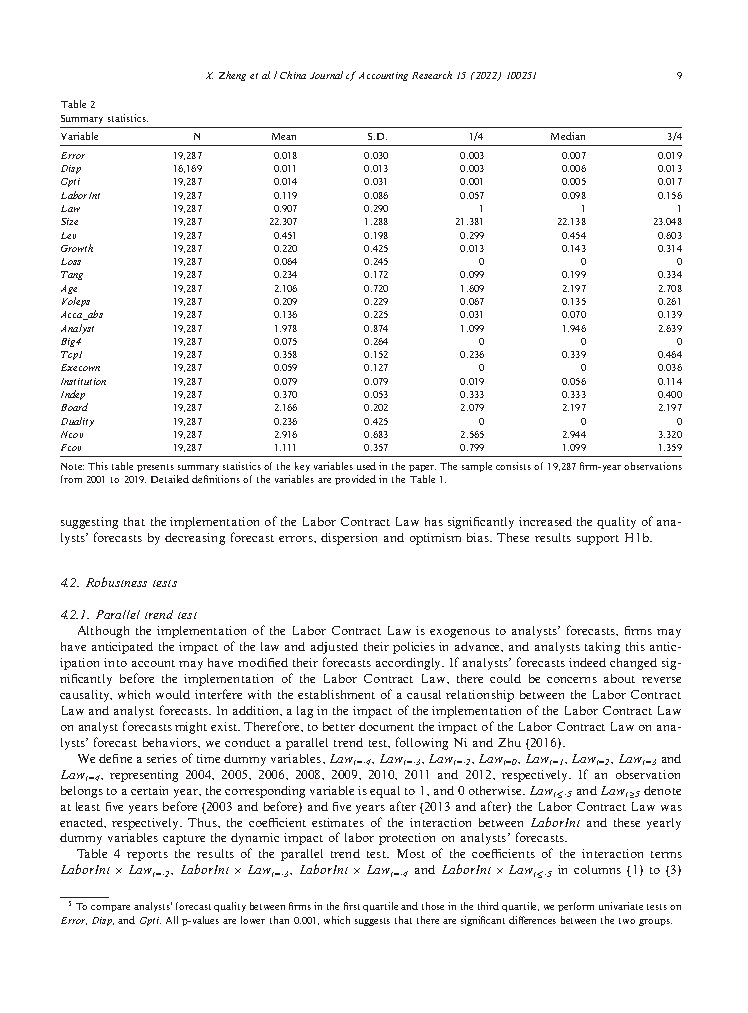 X. Zheng et al. / China Journal of Accounting Research 15 (2022) 100251 9
Table 2
Summary statistics.
Variable N Mean S.D. 1/4 Median 3/4
Error 19,287 0.018 0.030 0.003 0.007 0.019
Disp 16,169 0.011 0.013 0.003 0.006 0.013
Opti 19,287 0.014 0.031 0.001 0.005 0.017
LaborInt 19,287 0.119 0.086 0.057 0.098 0.156
Law 19,287 0.907 0.290 1 1 1
Size 19,287 22.307 1.288 21.381 22.138 23.048
Lev 19,287 0.451 0.198 0.299 0.454 0.603
Growth 19,287 0.220 0.425 0.013 0.143 0.314
Loss 19,287 0.064 0.245 0 0 0
Tang 19,287 0.234 0.172 0.099 0.199 0.334
Age 19,287 2.106 0.720 1.609 2.197 2.708
Voleps 19,287 0.209 0.229 0.067 0.135 0.261
Acca_abs 19,287 0.136 0.225 0.031 0.070 0.139
Analyst 19,287 1.978 0.874 1.099 1.946 2.639
Big4 19,287 0.075 0.264 0 0 0
Top1 19,287 0.358 0.152 0.236 0.339 0.464
Execown 19,287 0.059 0.127 0 0 0.036
Institution 19,287 0.079 0.079 0.019 0.056 0.114
Indep 19,287 0.370 0.053 0.333 0.333 0.400
Board 19,287 2.166 0.202 2.079 2.197 2.197
Duality 19,287 0.236 0.425 0 0 0
Ncov 19,287 2.916 0.683 2.565 2.944 3.320
Fcov 19,287 1.111 0.357 0.799 1.099 1.359
Note: This table presents summary statistics of the key variables used in the paper. The sample consists of 19,287 firm-year observations
from 2001 to 2019. Detailed definitions of the variables are provided in the Table 1.
suggesting that the implementation of the Labor Contract Law has significantly increased the quality of ana-
lysts' forecasts by decreasing forecast errors, dispersion and optimism bias. These results support H1b.
4.2. Robustness tests
4.2.1. Parallel trend test
Although the implementation of the Labor Contract Law is exogenous to analysts' forecasts, firms may
have anticipated the impact of the law and adjusted their policies in advance, and analysts taking this antic-
ipation into account may have modified their forecasts accordingly. If analysts' forecasts indeed changed sig-
nificantly before the implementation of the Labor Contract Law, there could be concerns about reverse
causality, which would interfere with the establishment of a causal relationship between the Labor Contract
Law and analyst forecasts. In addition, a lag in the impact of the implementation of the Labor Contract Law
on analyst forecasts might exist. Therefore, to better document the impact of the Labor Contract Law on ana-
lysts' forecast behaviors, we conduct a parallel trend test, following Ni and Zhu (2016).
We define a series of time dummy variables, Law t=-4, Law t=-3, Law t=-2, Law t=0, Law t=1, Law t=2, Law t=3 and
Law t=4, representing 2004, 2005, 2006, 2008, 2009, 2010, 2011 and 2012, respectively. If an observation
belongs to a certain year, the corresponding variable is equal to 1, and 0 otherwise. Law t≤-5 and Law t≥5 denote
at least five years before (2003 and before) and five years after (2013 and after) the Labor Contract Law was
enacted, respectively. Thus, the coefficient estimates of the interaction between LaborInt and these yearly
dummy variables capture the dynamic impact of labor protection on analysts' forecasts.
Table 4 reports the results of the parallel trend test. Most of the coefficients of the interaction terms
LaborInt × Law t=-2, LaborInt × Law t=-3, LaborInt × Law t=-4 and LaborInt × Law t≤-5 in columns (1) to (3)
5 To compare analysts' forecast quality between firms in the first quartile and those in the third quartile, we perform univariate tests on
Error, Disp, and Opti. All p-values are lower than 0.001, which suggests that there are significant differences between the two groups.